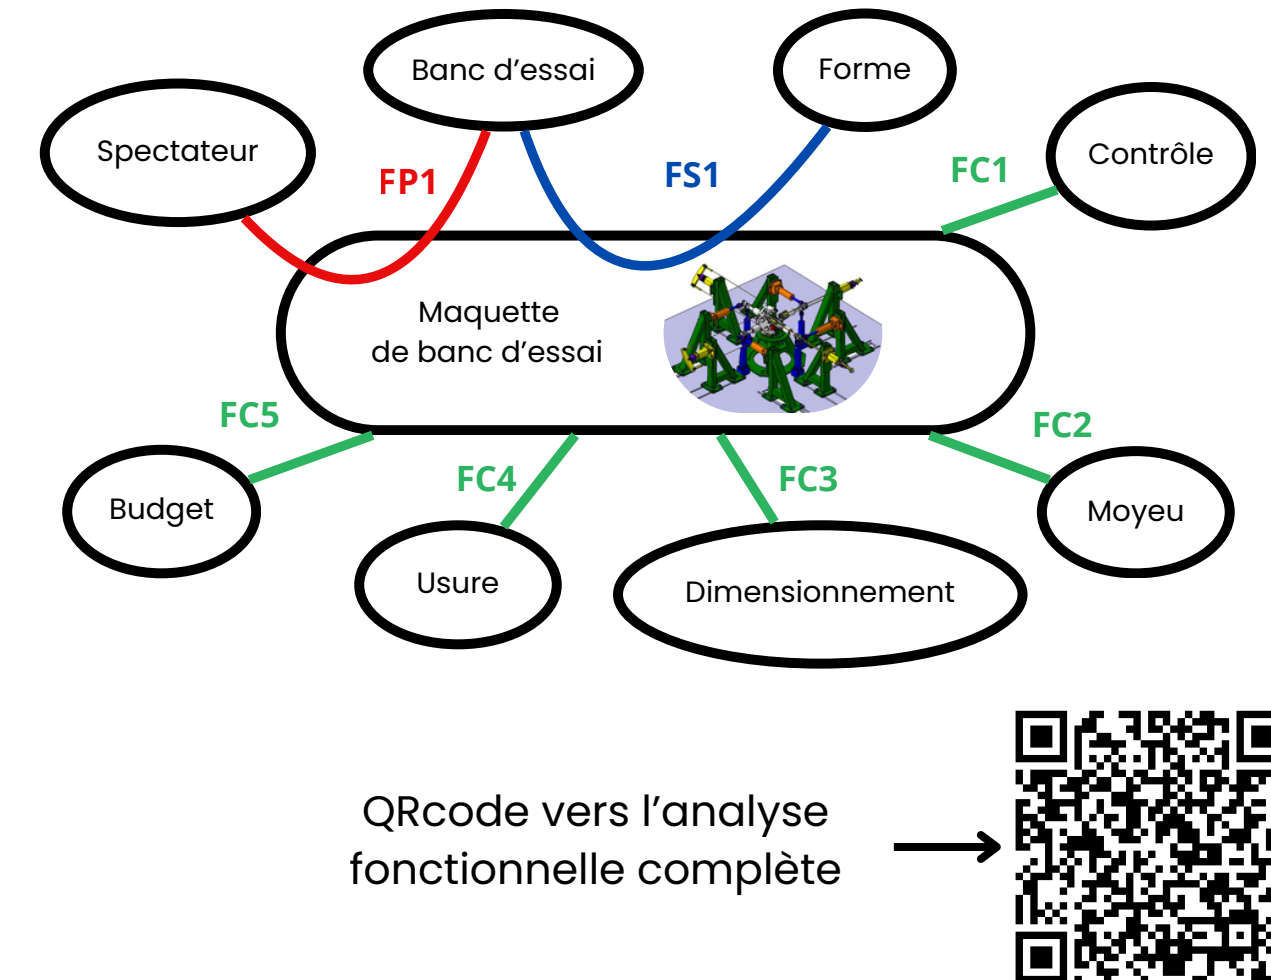 Banc d’essai
Forme
Spectateur
Contrôle
FP1
FS1
FC1
Maquette
de banc d’essai
FC5
FC2
FC4
FC3
Budget
Moyeu
Usure
Dimensionnement
QRcode vers l’analyse
fonctionnelle complète